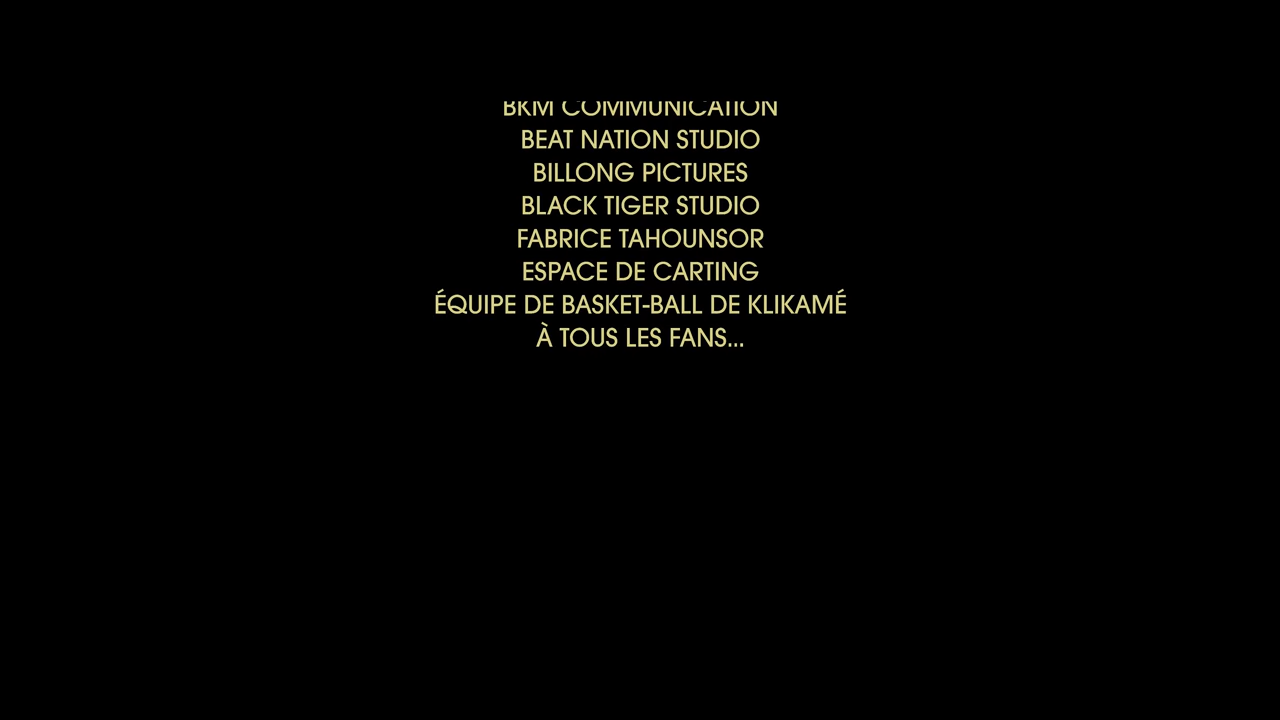 BKM COMMUNICATION
BEAT NATION STUDIO
BILLONG PICTURES
BLACK TIGER STUDIO
FABRICE TAHOUNSOR
ESPACE DE CARTING
ÉQUIPE DE BASKET-BALL DE KLIKAMÉ
À TOUS LES FANS...